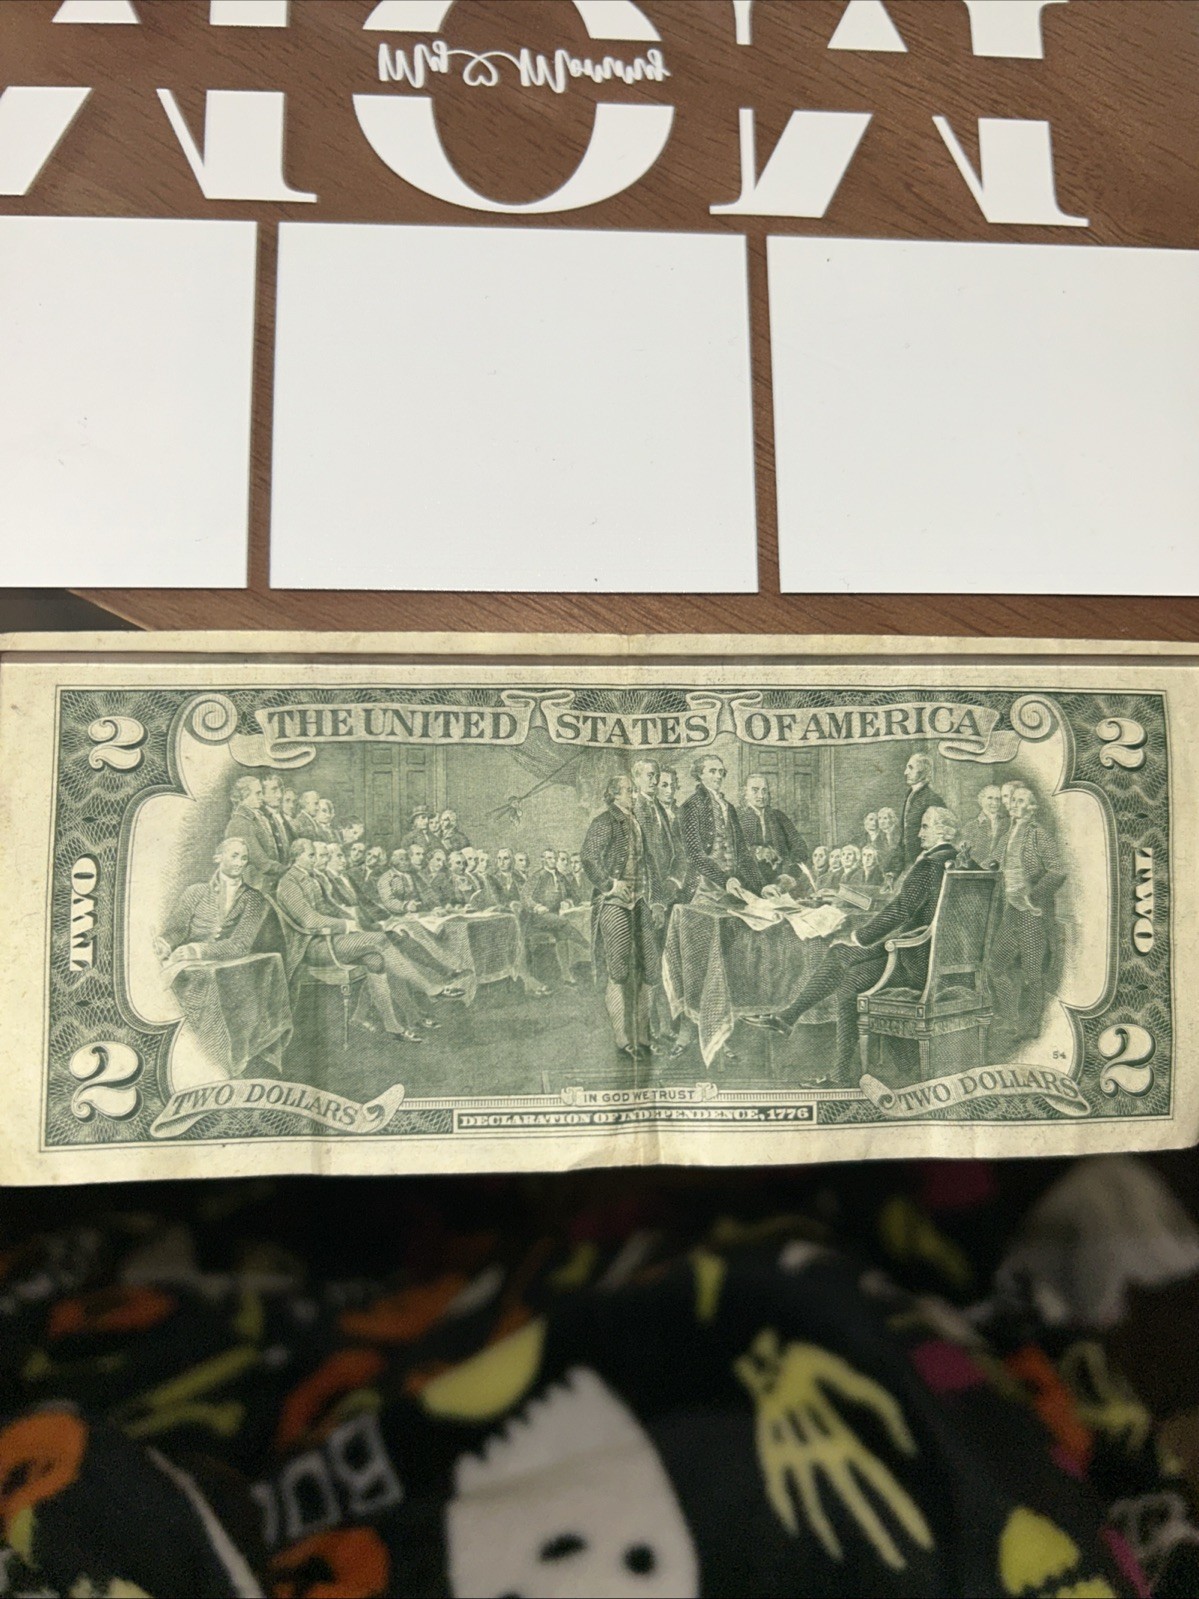 2 THE UNITED STATES OF AMERICA 2
TWO
TWO
54
2 TWO DOLLARS
IN GOD WE TRUST
TWO DOLLARS 2
DECLARATION OF INDEPENDENCE, 1776